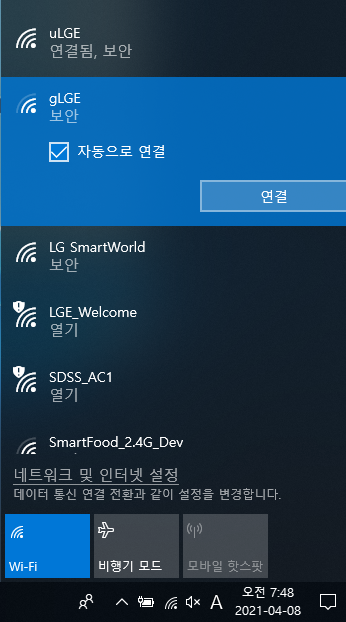 uLGE
연결됨, 보안
gLGE
보안
자동으로 연결
연결
LG SmartWorld
보안
LGE_Welcome
열기
SDSS_AC1
열기
SmartFood_2.4G_Dev
네트워크 및 인터넷 설정
데이터 통신 연결 전환과 같이 설정을 변경합니다.
Wi-Fi
비행기 모드
모바일 핫스팟
A
오전 7:48
2021-04-08